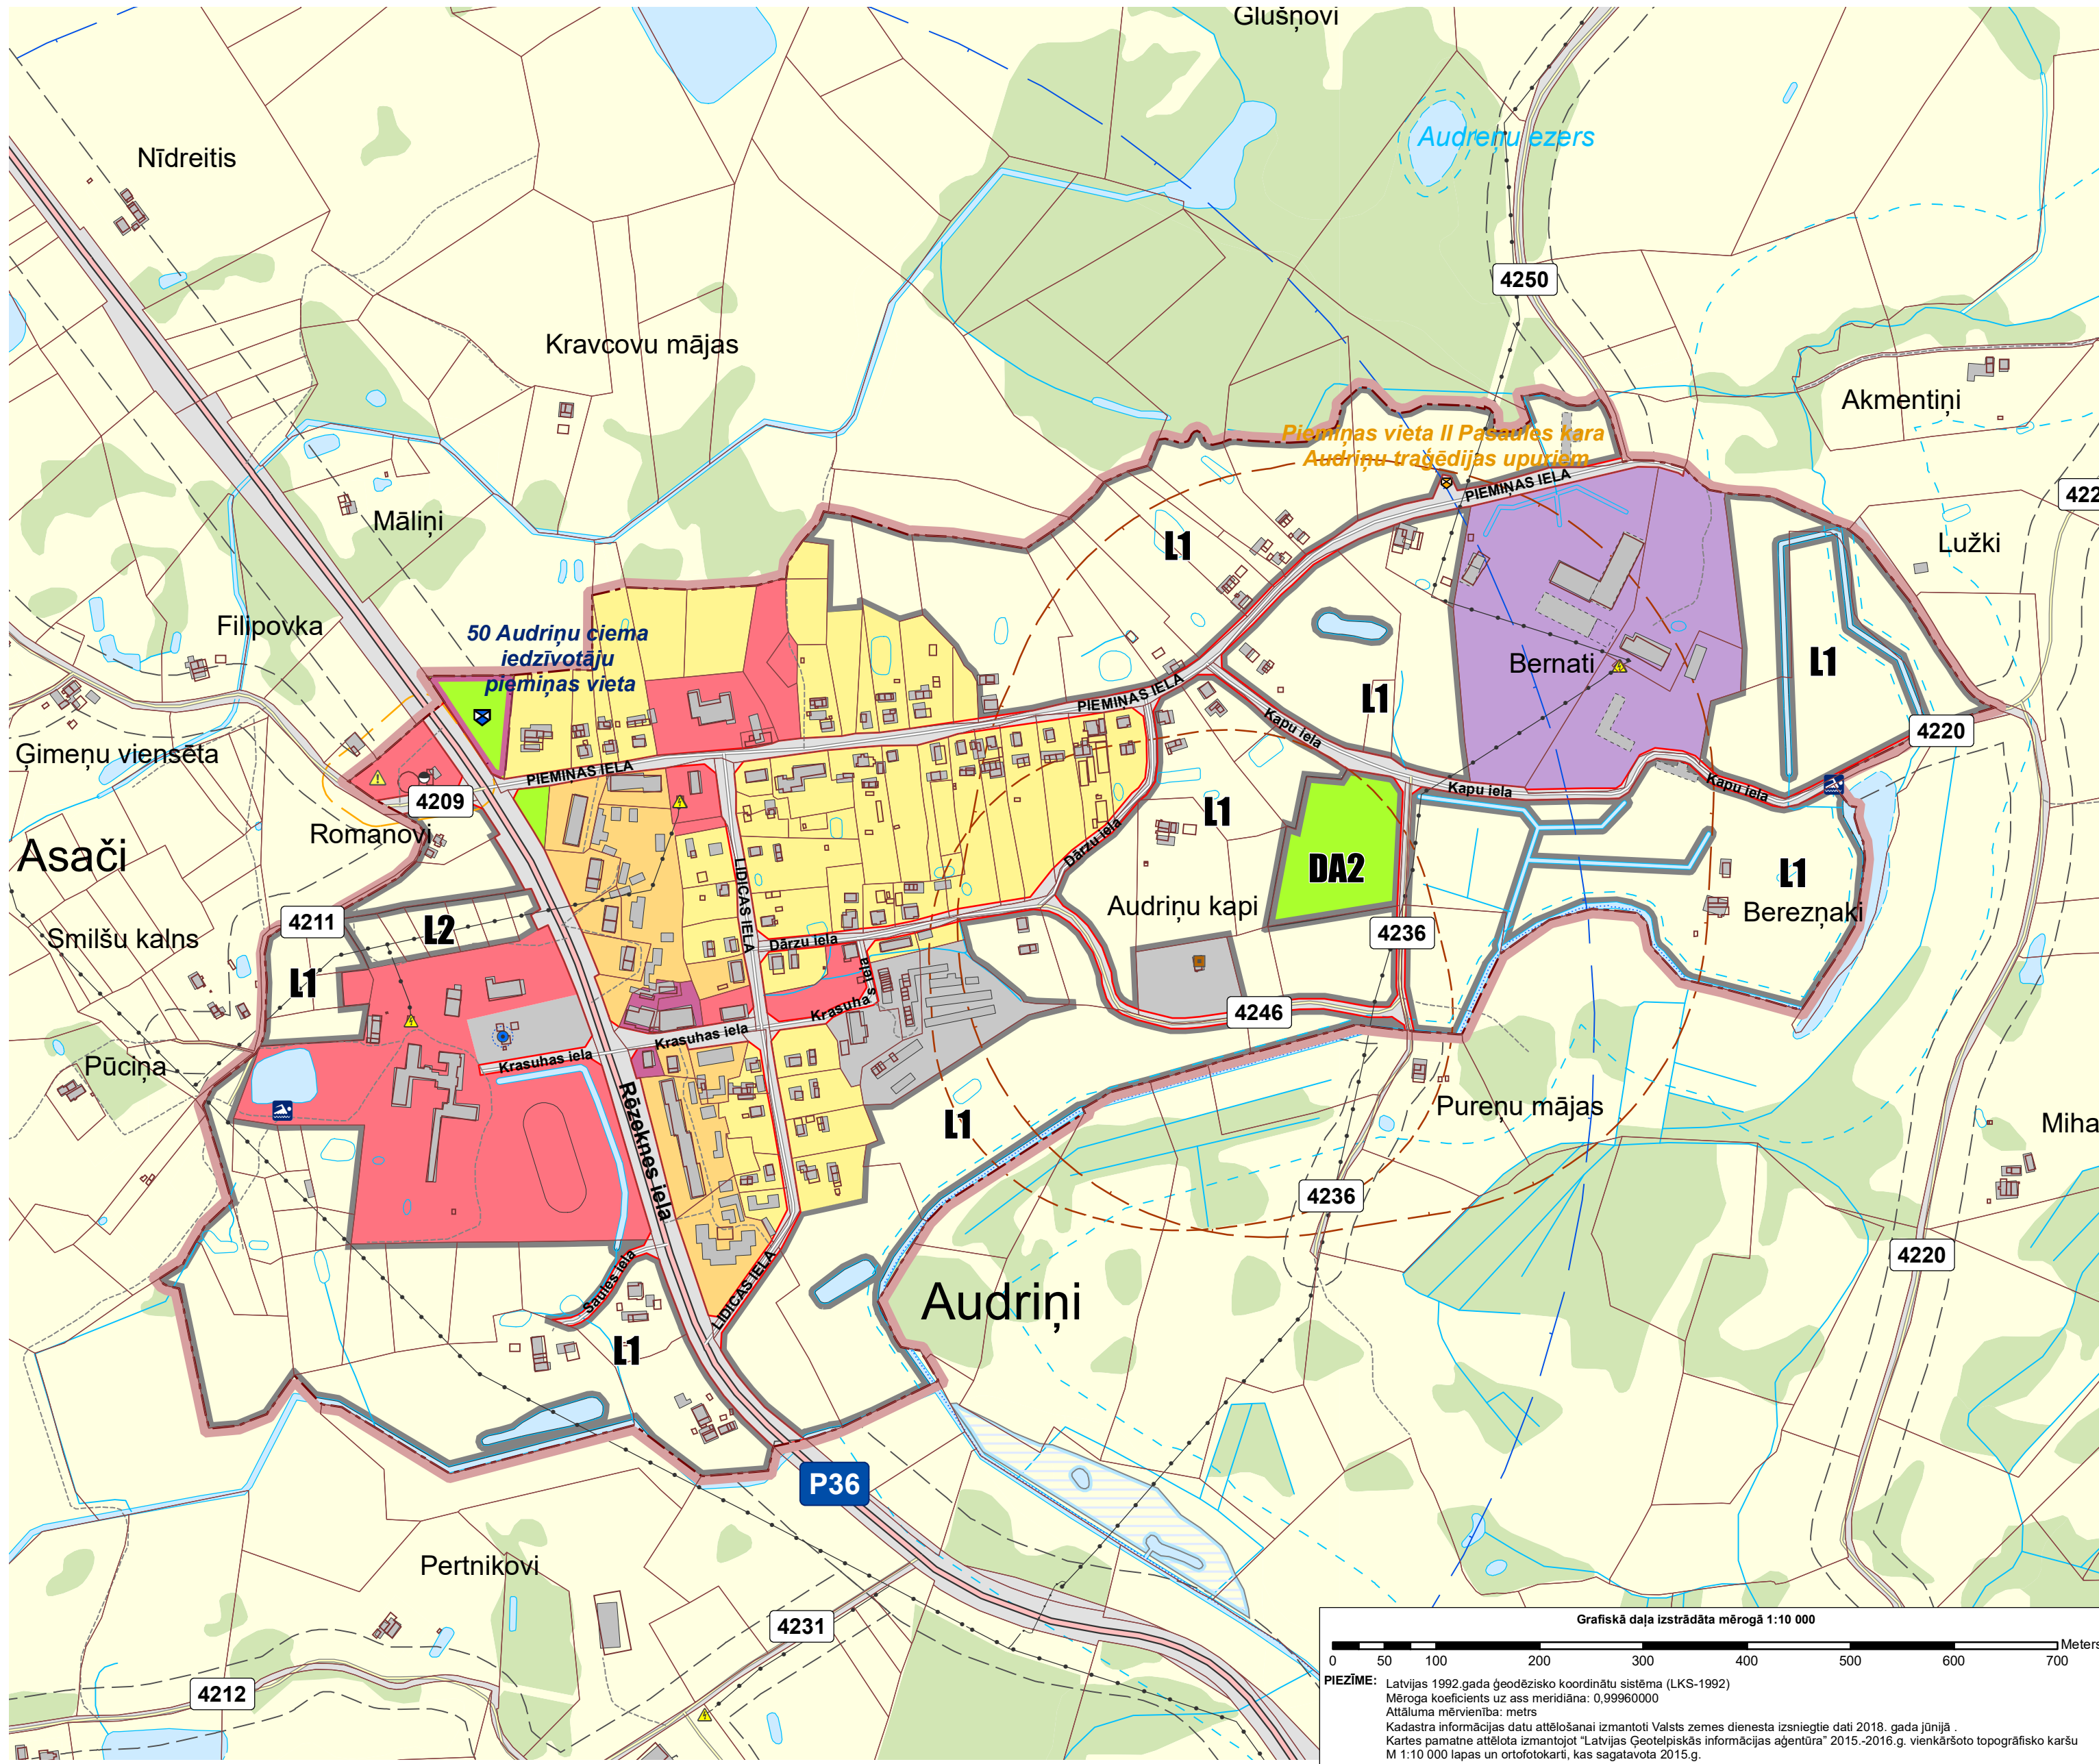 Glušņovi
Audreņu ezers
Nīdreitis
4250
Kravcovu mājas
Akmentiņi
Piemiņas vieta II Pasaules kara
Audriņu traģēdijas upuriem
PIEMIŅAS IELA
422
Māliņi
L1
Lužki
Filipovka
50 Audriņu ciema
iedzīvotāju
piemiņas vieta
Bernati
L1
L1
PIEMIŅAS IELA
Kapu iela
4220
Ģimeņu viensēta
PIEMIŅAS IELA
4209
Kapu iela
Kapu iela
L1
Romanovi
Asači
Dārzu iela
DA2
L1
LIDICAS IELA
Audriņu kapi
Berezņaki
4211
L2
Smilšu kalns
Dārzu iela
4236
L1
Krasuhas iela
4246
Krasuhas iela
Krasuhas iela
Pūciņa
Rēzeknes iela
L1
Pureņu mājas
Miha
4236
4220
Saules iela
LIDICAS IELA
Audriņi
L1
P36
Pertnikovi
4231
4212
Grafiskā daļa izstrādāta mērogā 1:10 000
Meters
0 50 100 200 300 400 500 600 700
PIEZĪME: Latvijas 1992.gada ģeodēzisko koordinātu sistēma (LKS-1992)
Mēroga koeficients uz ass meridiāna: 0,99960000
Attāluma mērvienība: metrs
Kadastra informācijas datu attēlošanai izmantoti Valsts zemes dienesta izsniegtie dati 2018. gada jūnijā .
Kartes pamatne attēlota izmantojot “Latvijas Ģeotelpiskās informācijas aģentūra” 2015.-2016.g. vienkāršoto topogrāfisko karšu
M 1:10 000 lapas un ortofotokarti, kas sagatavota 2015.g.